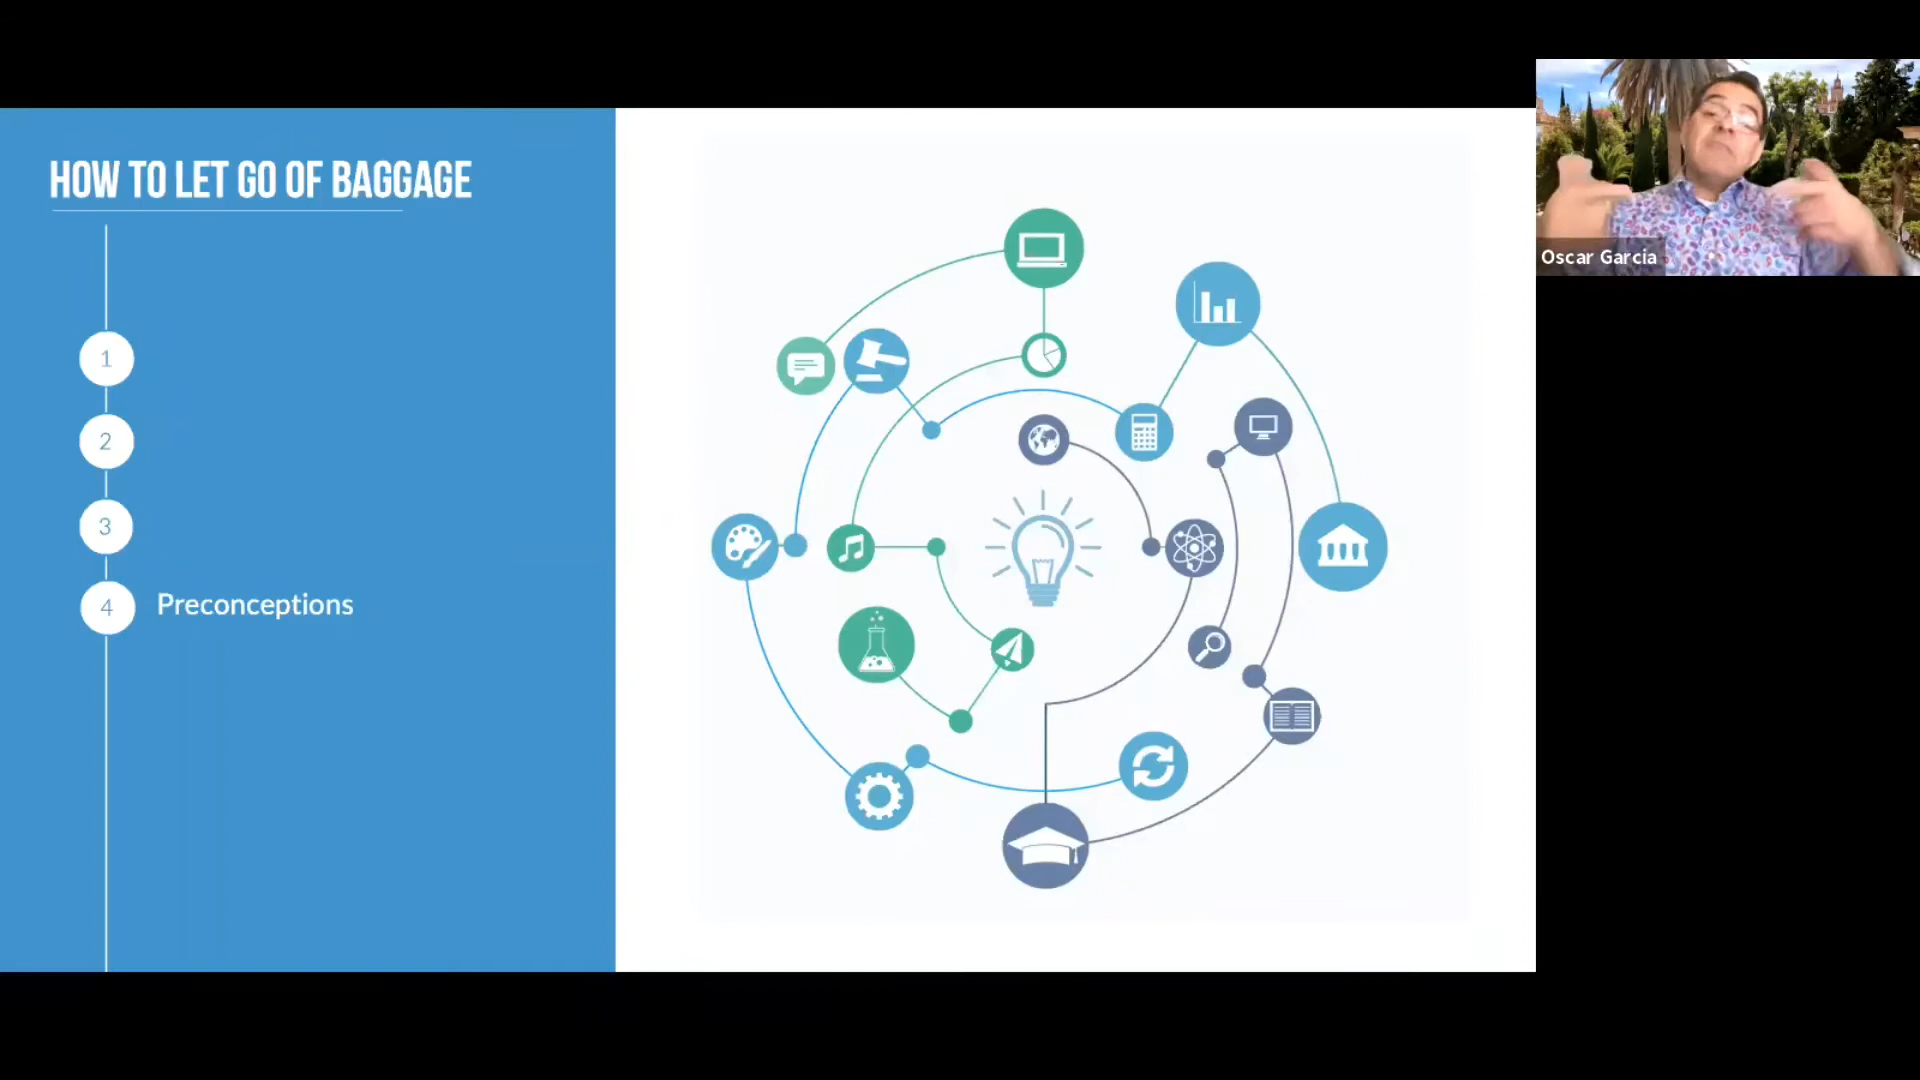 HOW TO LET GO OF BAGGAGE
1
2
3
4 Preconceptions
Oscar Garcia